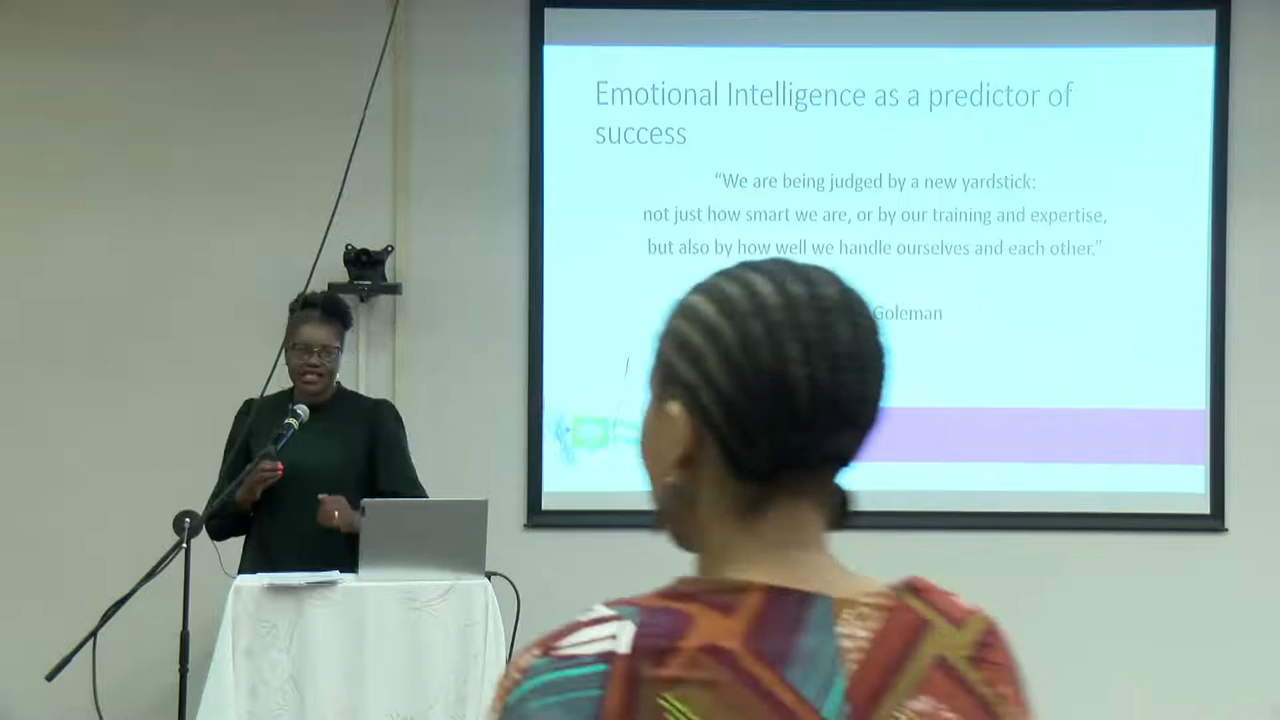 Emotional Intelligence as a predictor of
success
“We are being judged by a new yardstick:
not just how smart we are, or by our training and expertise,
but also by how well we handle ourselves and each other.”
Goleman